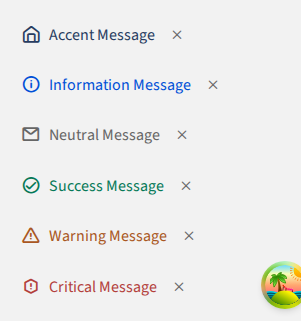 Accent Message
Information Message
Neutral Message
Success Message
Warning Message
Critical Message